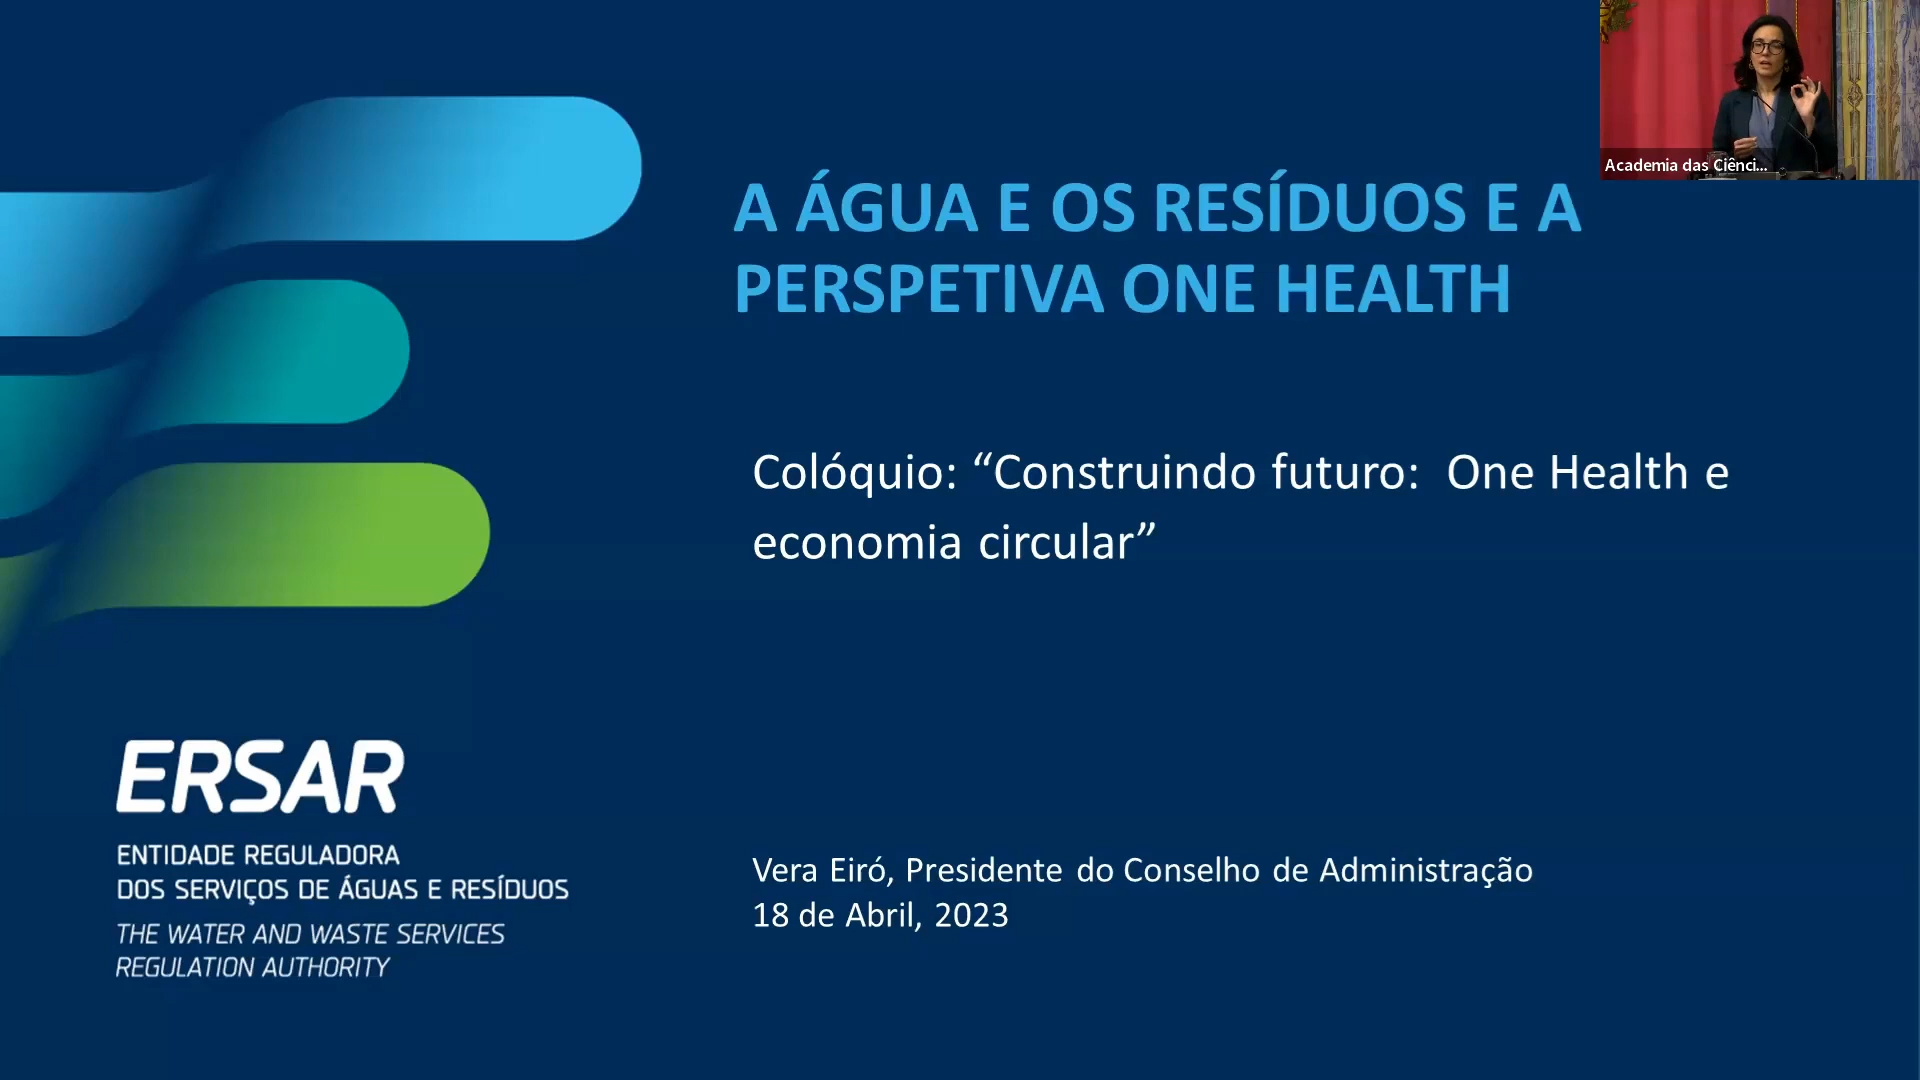 Academia das Ciênci...
A ÁGUA E OS RESÍDUOS E A
PERSPETIVA ONE HEALTH
Colóquio: “Construindo futuro:  One Health e
economia circular”
ERSAR
ENTIDADE REGULADORA
DOS SERVIÇOS DE ÁGUAS E RESÍDUOS
THE WATER AND WASTE SERVICES
REGULATION AUTHORITY
Vera Eiró, Presidente do Conselho de Administração
18 de Abril, 2023